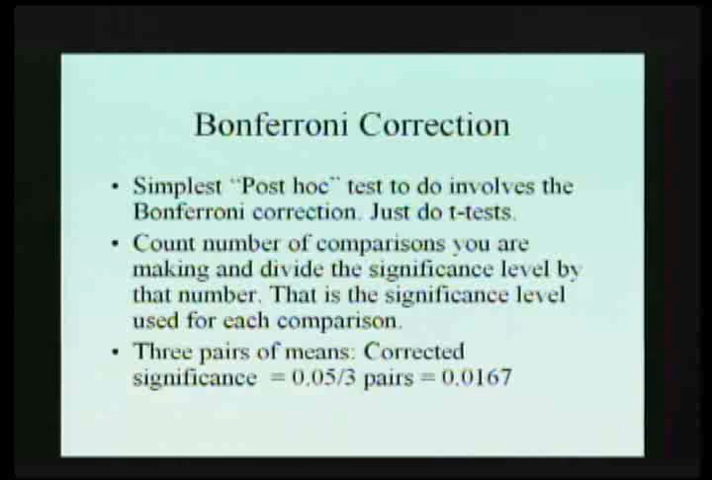 Bonferroni Correction
• Simplest "Post hoc" test to do involves the
Bonferroni correction. Just do t-tests.
• Count number of comparisons you are
making and divide the significance level by
that number. That is the significance level
used for each comparison.
• Three pairs of means: Corrected
significance = 0.05/3 pairs = 0.0167